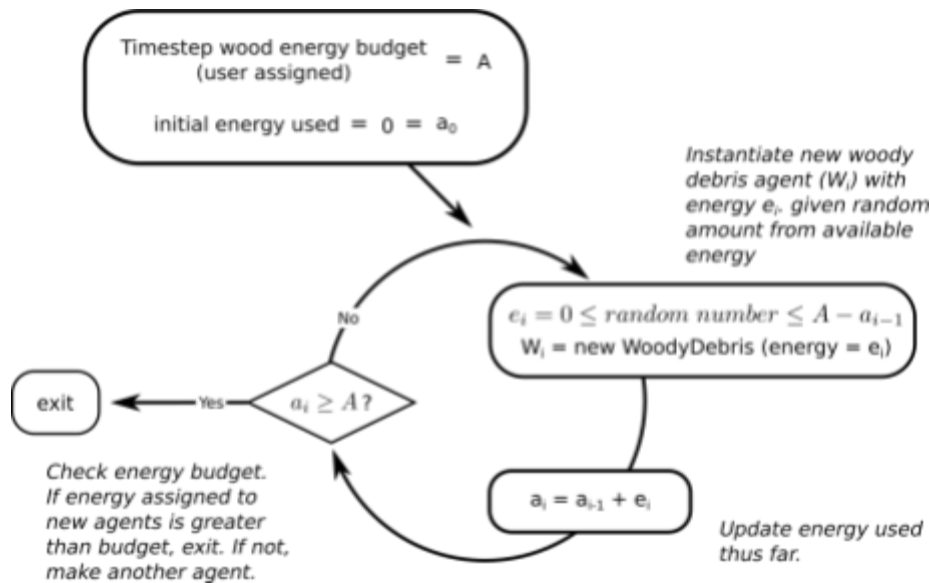 Timestep wood energy budget = A
(user assigned)
initial energy used = 0 = a₀
Instantiate new woody
debris agent (Wᵢ) with
energy eᵢ. given random
amount from available
energy
No
eᵢ = 0 ≤ random number ≤ A − aᵢ₋₁
Wᵢ = new WoodyDebris (energy = eᵢ)
exit
Yes
aᵢ ≥ A?
Check energy budget.
If energy assigned to
new agents is greater
than budget, exit. If not,
make another agent.
aᵢ = aᵢ₋₁ + eᵢ
Update energy used
thus far.